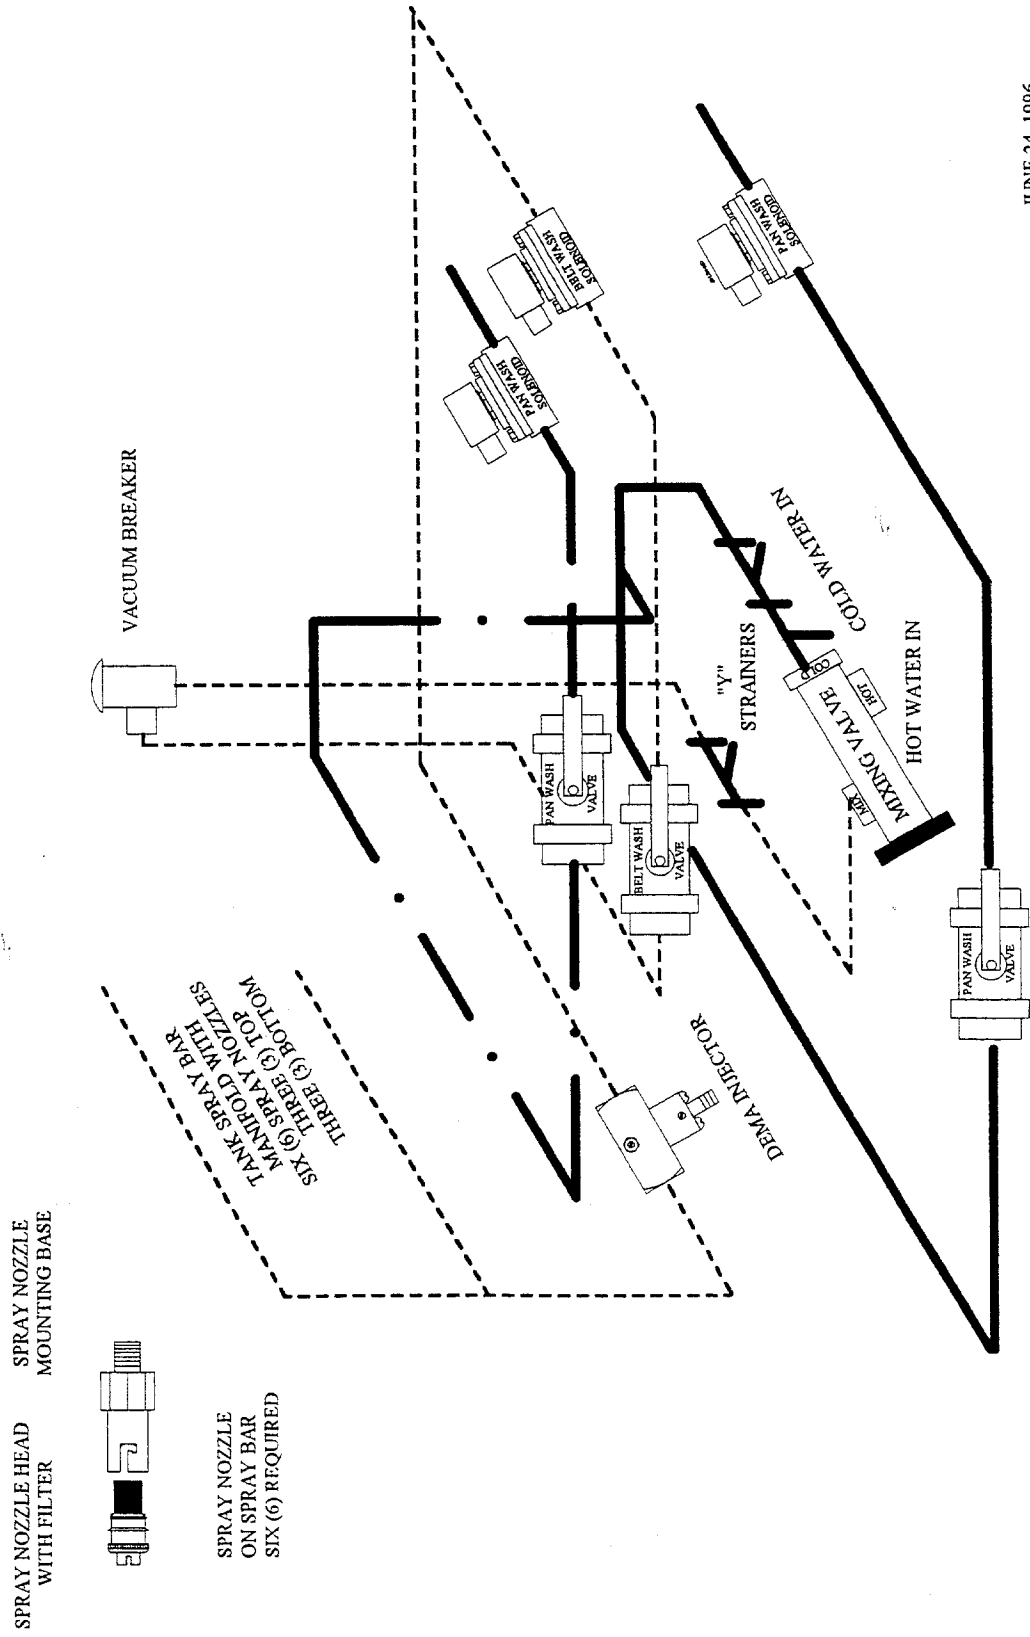 SPRAY NOZZLE HEAD
WITH FILTER
SPRAY NOZZLE
MOUNTING BASE
SPRAY NOZZLE
ON SPRAY BAR
SIX (6) REQUIRED
VACUUM BREAKER
TANK SPRAY BAR
MANIFOLD WITH
SIX (6) SPRAY NOZZLES
THREE (3) TOP
THREE (3) BOTTOM
PAN WASH
SOLENOID
BELT WASH
SOLENOID
PAN WASH
SOLENOID
PAN WASH
VALVE
BELT WASH
VALVE
PAN WASH
VALVE
"Y"
STRAINERS
COLD WATER IN
HOT WATER IN
MIXING VALVE
COLD
HOT
MIX
DEMA INJECTOR
JUNE 24, 1996